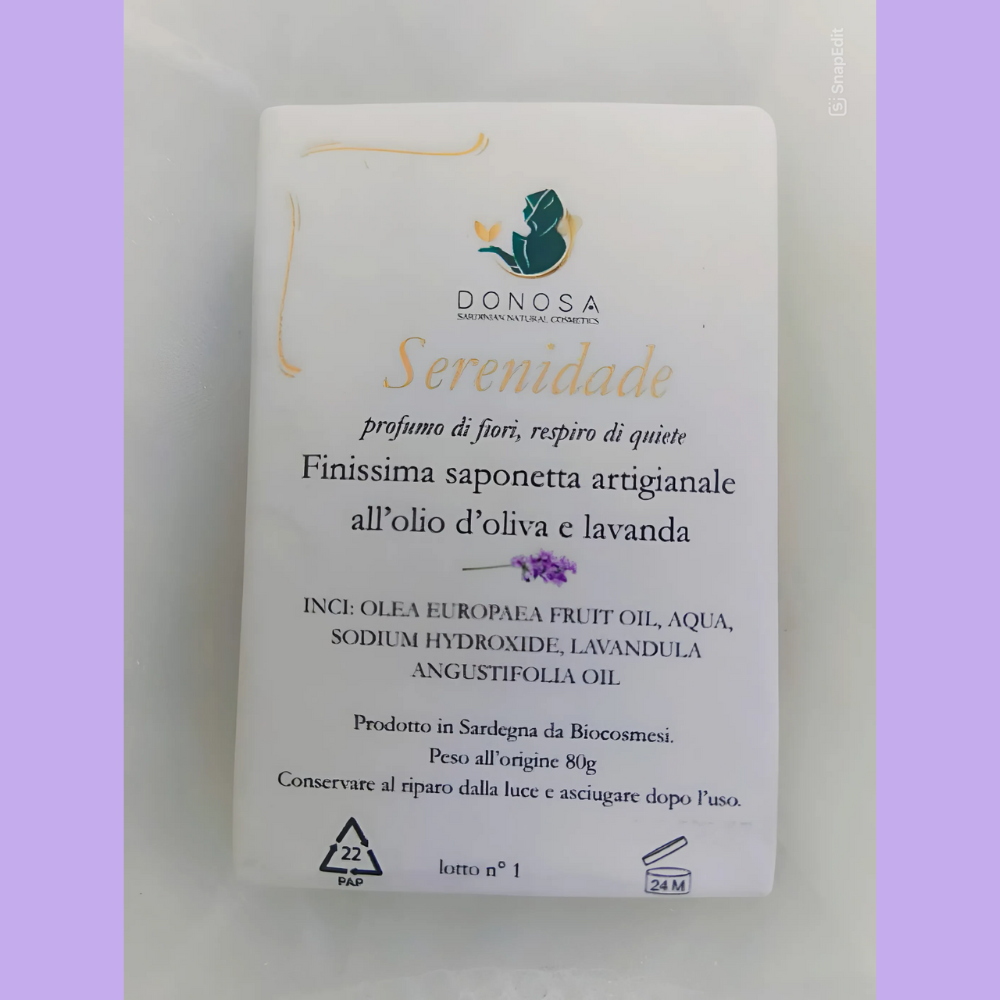 SnapEdit
DONOSA
SARDINIAN NATURAL COSMETICS
Serenidade
profumo di fiori, respiro di quiete
Finissima saponetta artigianale
all'olio d'oliva e lavanda
INCI: OLEA EUROPAEA FRUIT OIL, AQUA,
SODIUM HYDROXIDE, LAVANDULA
ANGUSTIFOLIA OIL
Prodotto in Sardegna da Biocosmesi.
Peso all'origine 80g
Conservare al riparo dalla luce e asciugare dopo l'uso.
22
PAP
lotto n° 1
24 M